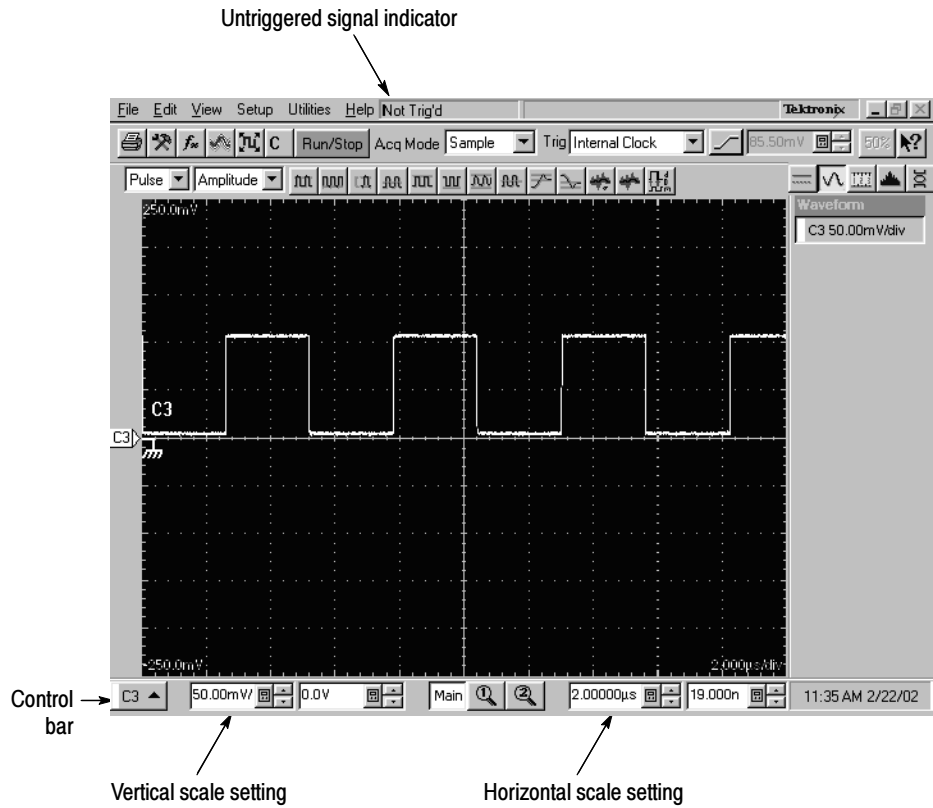 Untriggered signal indicator
File Edit View Setup Utilities Help Not Trig'd Tektronix
C Run/Stop Acq Mode Sample Trig Internal Clock 85.50mV 50%
Pulse Amplitude
250.0mV
Waveform
C3 50.00mV/div
C3
C3
-250.0mV 2.000µs/div
Control bar
C3 50.00mV/ 0.0V Main 1 2 2.00000µs 19.000n 11:35 AM 2/22/02
Vertical scale setting Horizontal scale setting